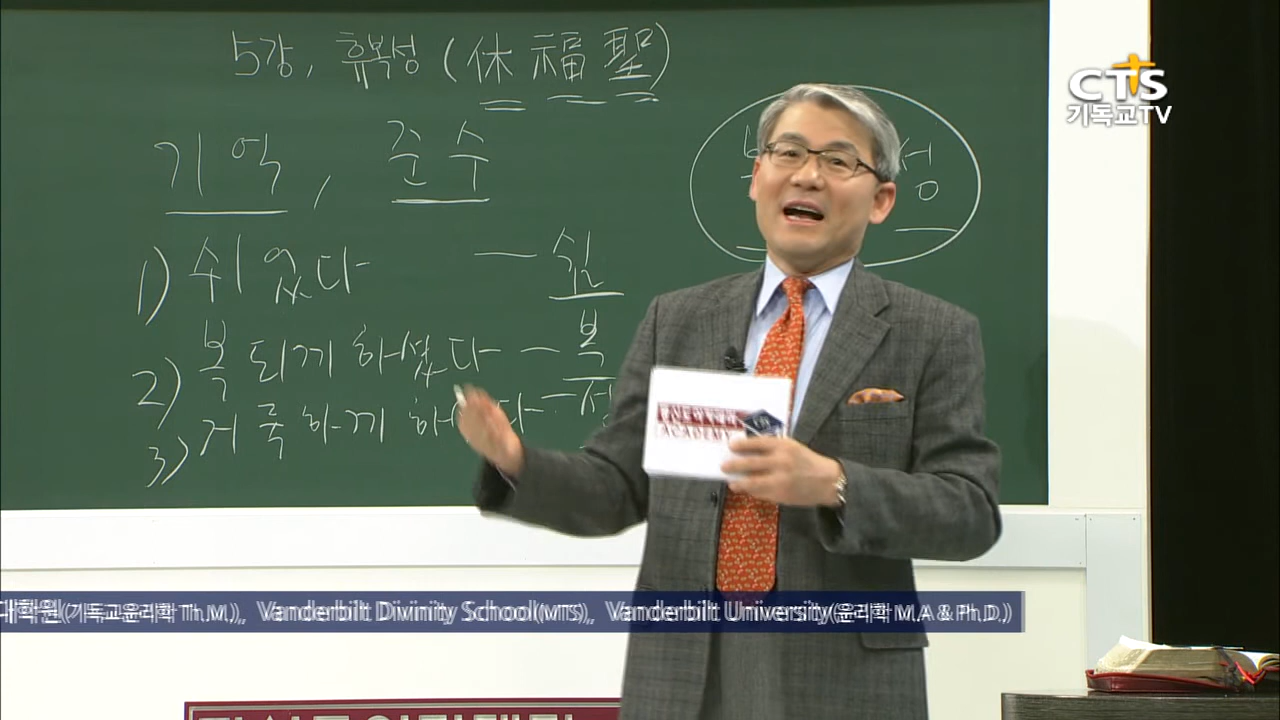 5강, 휴복성 (休福聖)
기억, 준수
성
1) 쉬었다 — 쉼
2) 복되게 하셨다 — 복
3) 거룩하게
CTS
기독교TV
ACADEMY
대학원(기독교윤리학 Th.M.), Vanderbilt Divinity School(MTS), Vanderbilt University(윤리학 M.A & Ph.D.)